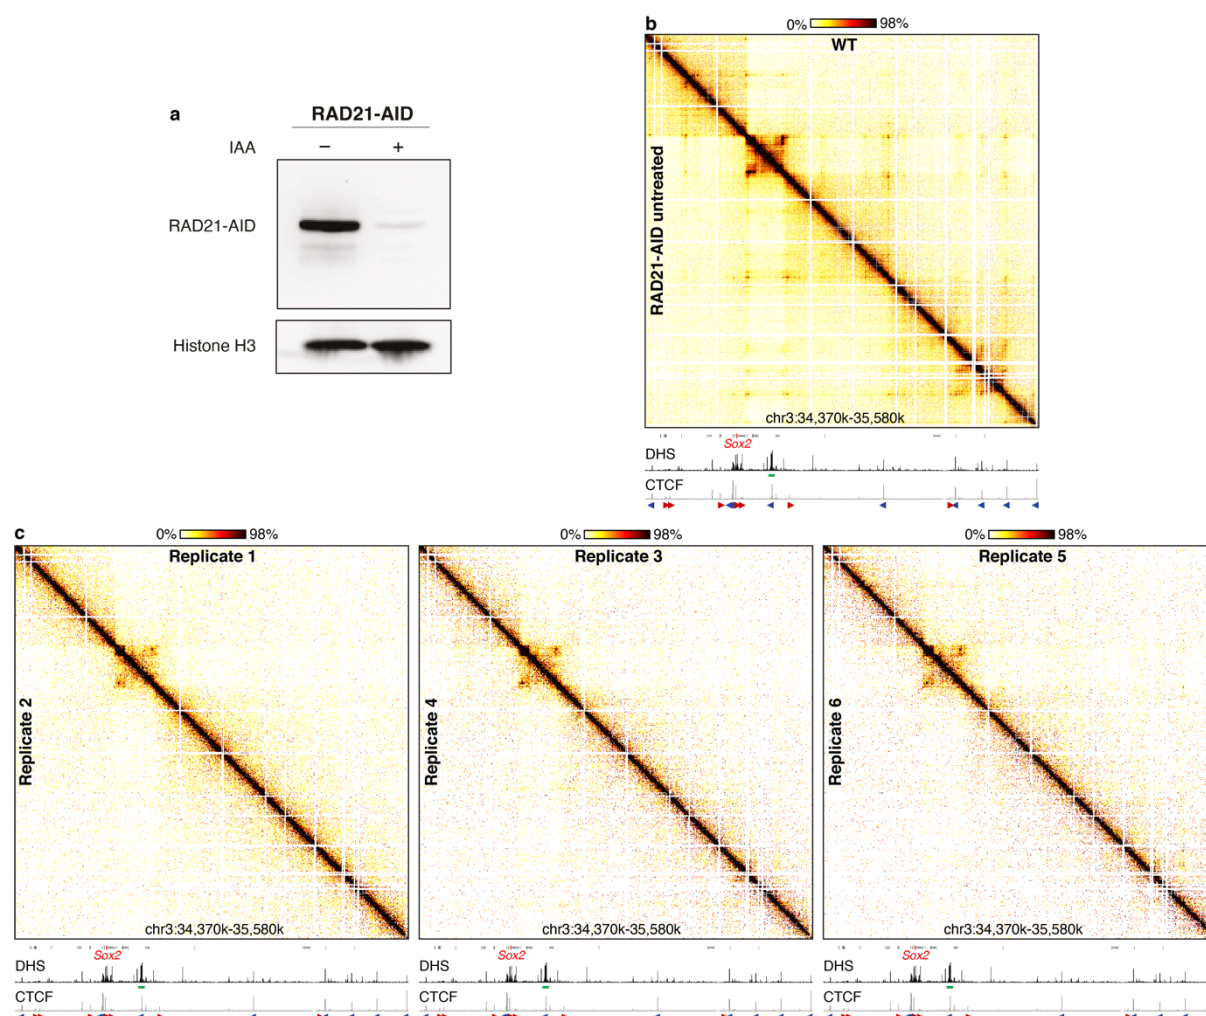 a
RAD21-AID
IAA
− +
RAD21-AID
Histone H3
b
0% 98%
WT
RAD21-AID untreated
chr3:34,370k-35,580k
Sox2
DHS
CTCF
c
0% 98%
Replicate 1
Replicate 2
chr3:34,370k-35,580k
Sox2
DHS
CTCF
0% 98%
Replicate 3
Replicate 4
chr3:34,370k-35,580k
Sox2
DHS
CTCF
0% 98%
Replicate 5
Replicate 6
chr3:34,370k-35,580k
Sox2
DHS
CTCF